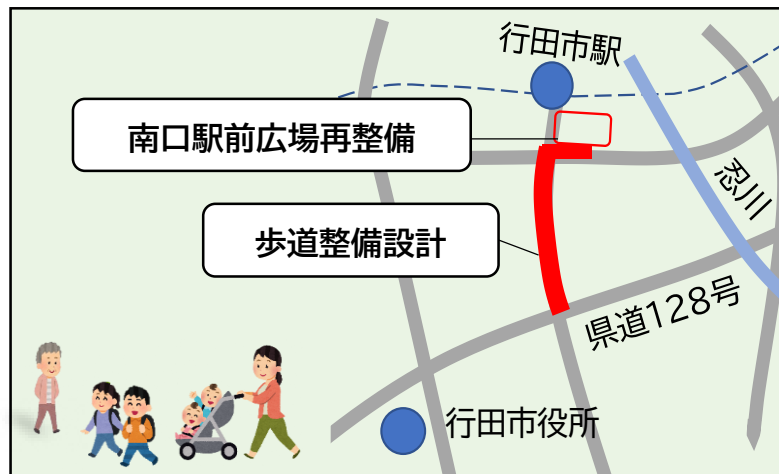 行田市駅
南口駅前広場再整備
忍川
歩道整備設計
県道128号
行田市役所